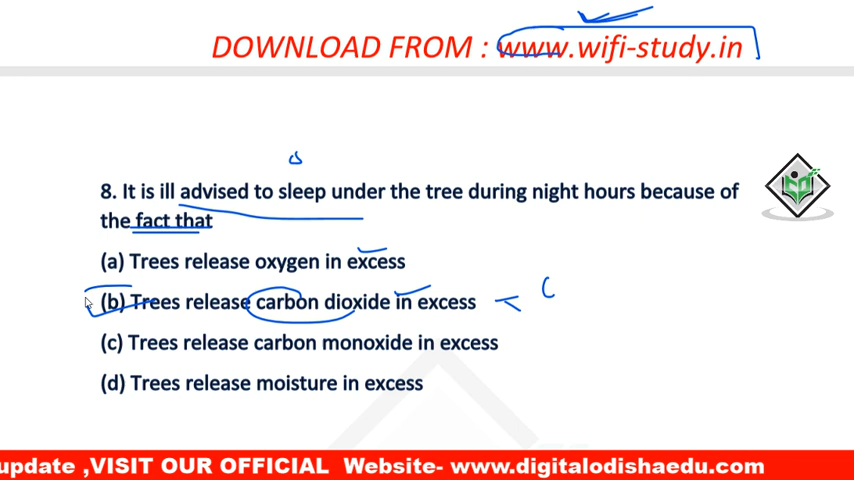 DOWNLOAD FROM : www.wifi-study.in
8. It is ill advised to sleep under the tree during night hours because of
the fact that
(a) Trees release oxygen in excess
(b) Trees release carbon dioxide in excess
(c) Trees release carbon monoxide in excess
(d) Trees release moisture in excess
update ,VISIT OUR OFFICIAL Website- www.digitalodishaedu.com